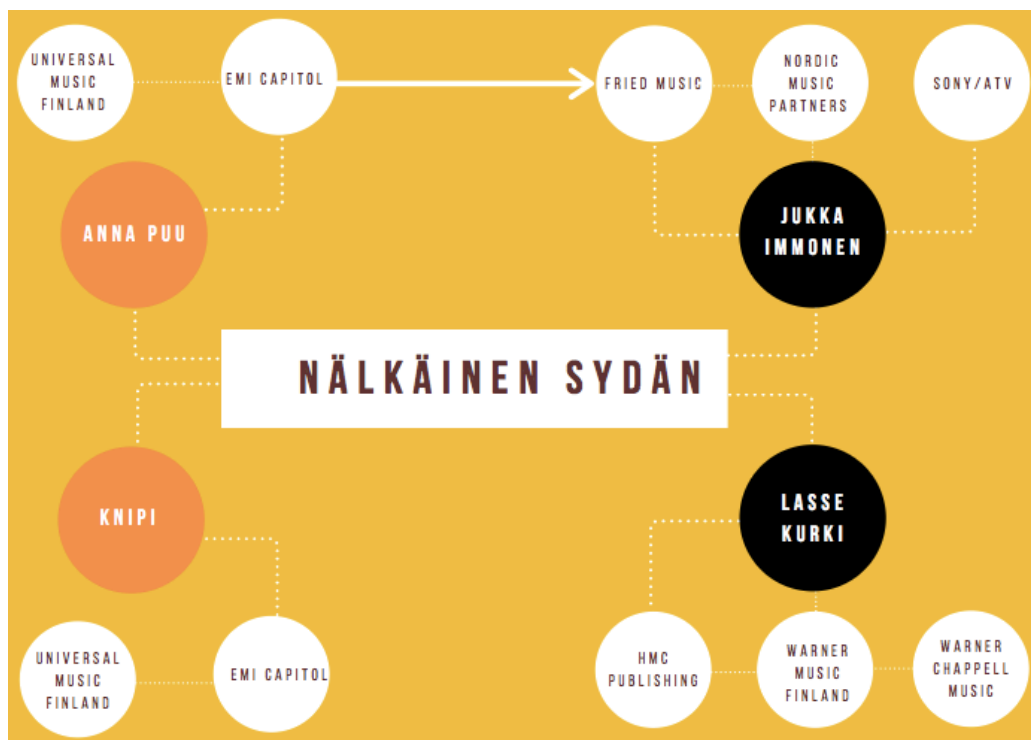 UNIVERSAL
MUSIC
FINLAND
EMI CAPITOL
FRIED MUSIC
NORDIC
MUSIC
PARTNERS
SONY/ATV
ANNA PUU
JUKKA
IMMONEN
NÄLKÄINEN SYDÄN
KNIPI
LASSE
KURKI
UNIVERSAL
MUSIC
FINLAND
EMI CAPITOL
HMC
PUBLISHING
WARNER
MUSIC
FINLAND
WARNER
CHAPPELL
MUSIC